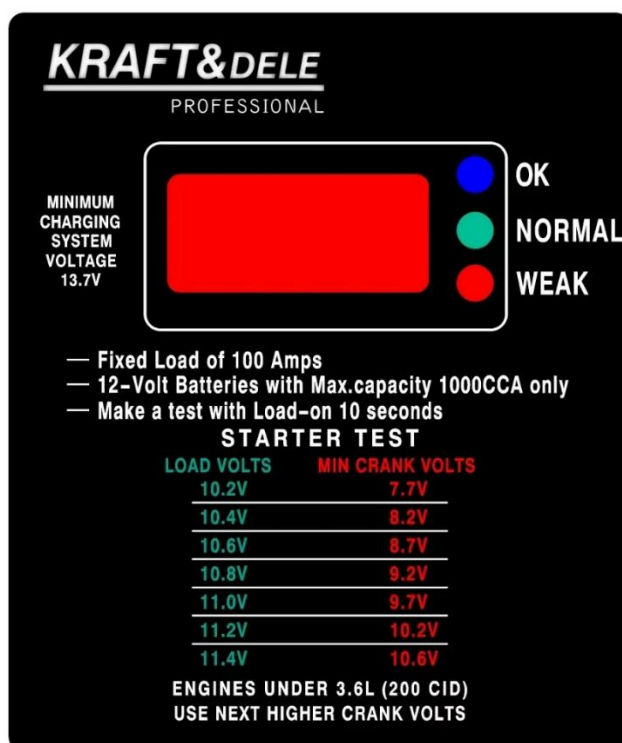 KRAFT&DELE
PROFESSIONAL
MINIMUM
CHARGING
SYSTEM
VOLTAGE
13.7V
OK
NORMAL
WEAK
— Fixed Load of 100 Amps
— 12-Volt Batteries with Max.capacity 1000CCA only
— Make a test with Load-on 10 seconds
STARTER TEST
LOAD VOLTS MIN CRANK VOLTS
10.2V 7.7V
10.4V 8.2V
10.6V 8.7V
10.8V 9.2V
11.0V 9.7V
11.2V 10.2V
11.4V 10.6V
ENGINES UNDER 3.6L (200 CID)
USE NEXT HIGHER CRANK VOLTS